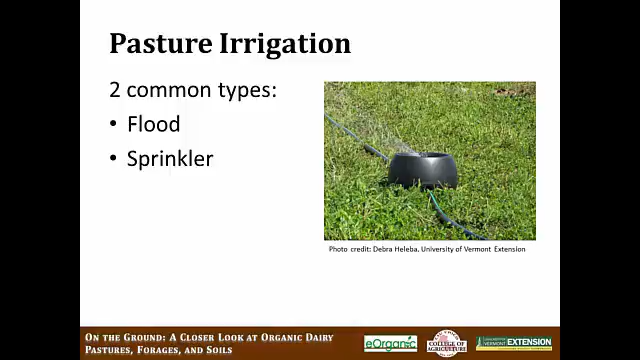 Pasture Irrigation
2 common types:
• Flood
• Sprinkler
Photo credit: Debra Heleba, University of Vermont Extension
On the Ground: A Closer Look at Organic Dairy
Pastures, Forages, and Soils
eOrganic
COLLEGE OF
AGRICULTURE
VERMONT EXTENSION